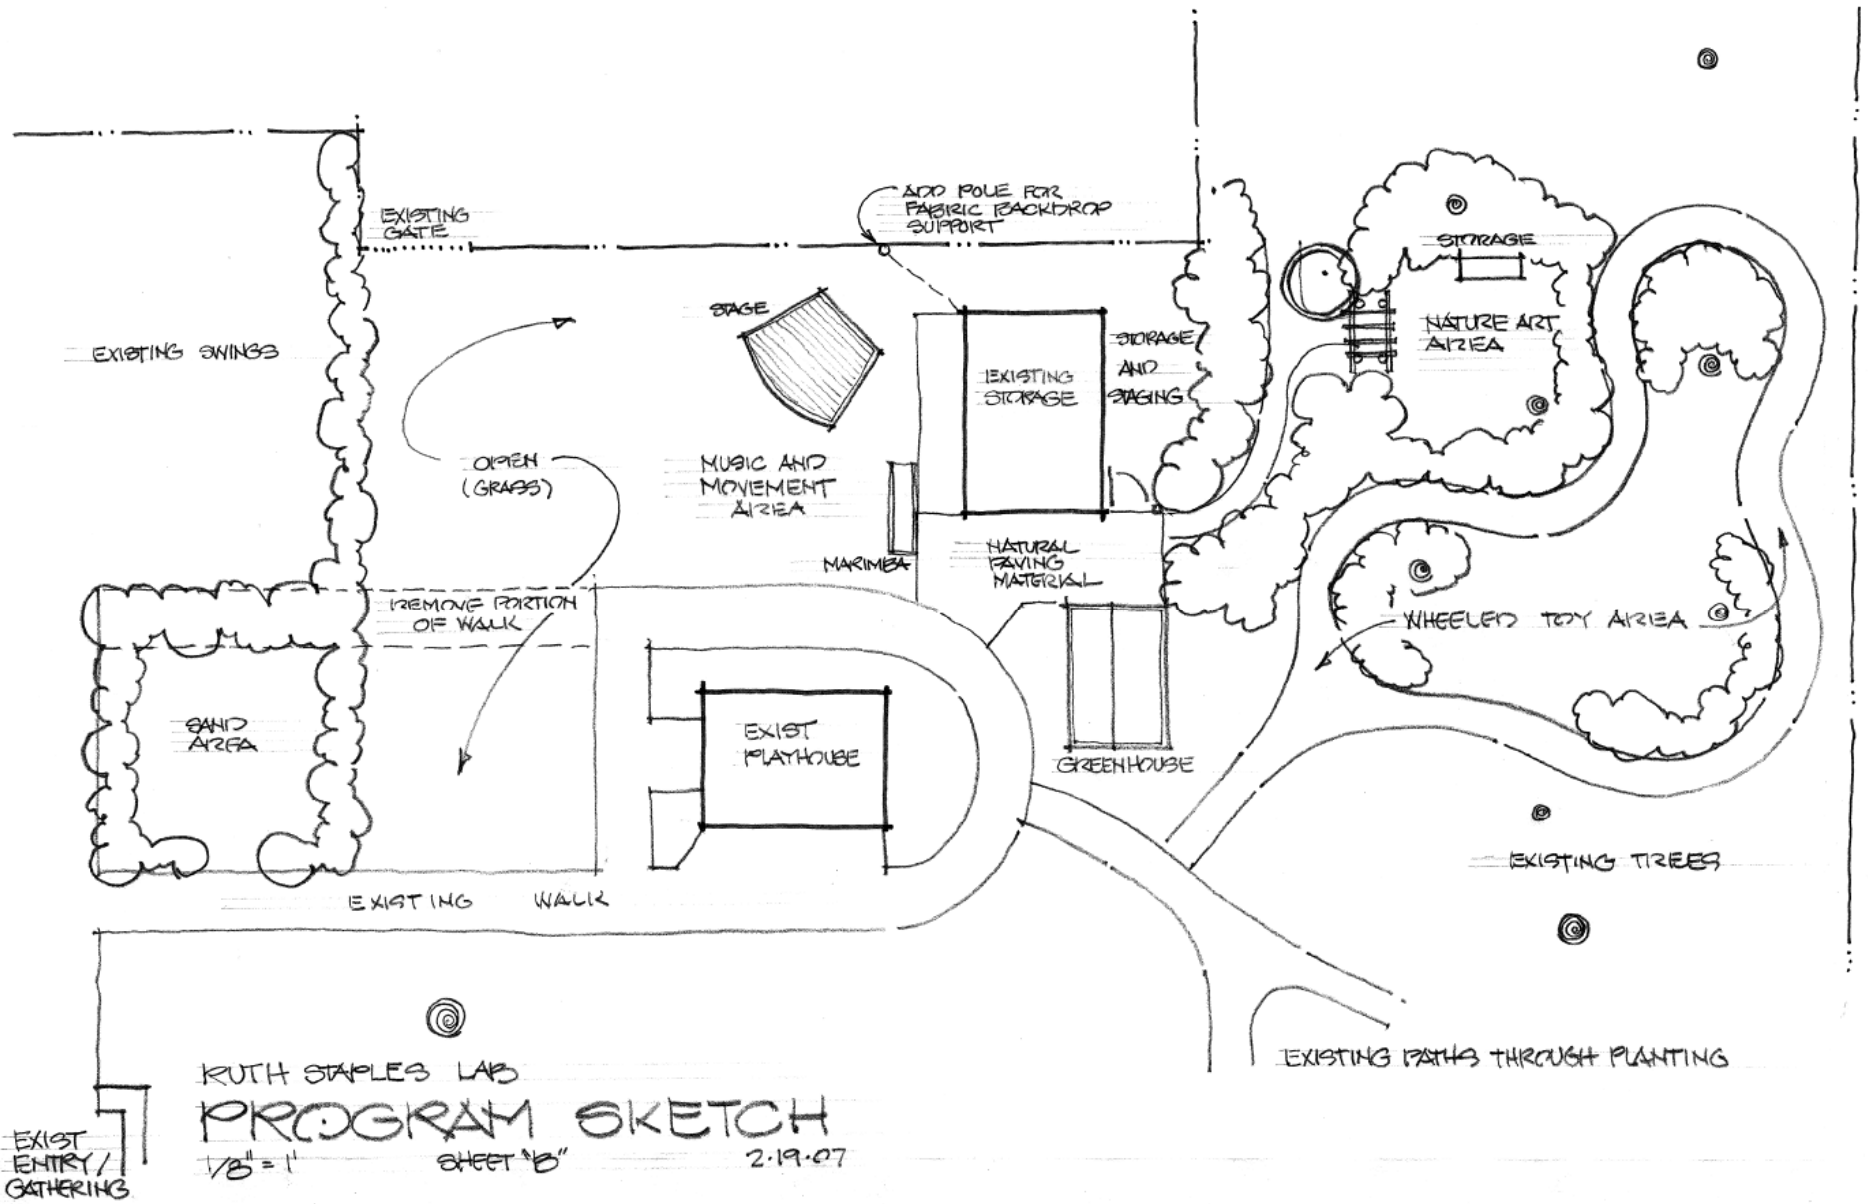 EXISTING
GATE
ADD POLE FOR
FABRIC BACKDROP
SUPPORT
STORAGE
STAGE
EXISTING SWINGS
STORAGE
AND
STAGING
NATURE ART
AREA
EXISTING
STORAGE
OPEN
(GRASS)
MUSIC AND
MOVEMENT
AREA
MARIMBA
NATURAL
PAVING
MATERIAL
REMOVE PORTION
OF WALK
WHEELED TOY AREA
SAND
AREA
EXIST
PLAYHOUSE
GREENHOUSE
EXISTING TREES
EXISTING WALK
EXISTING PATHS THROUGH PLANTING
RUTH STAPLES LAB
PROGRAM SKETCH
1/8" = 1' SHEET "B" 2.19.07
EXIST
ENTRY/
GATHERING